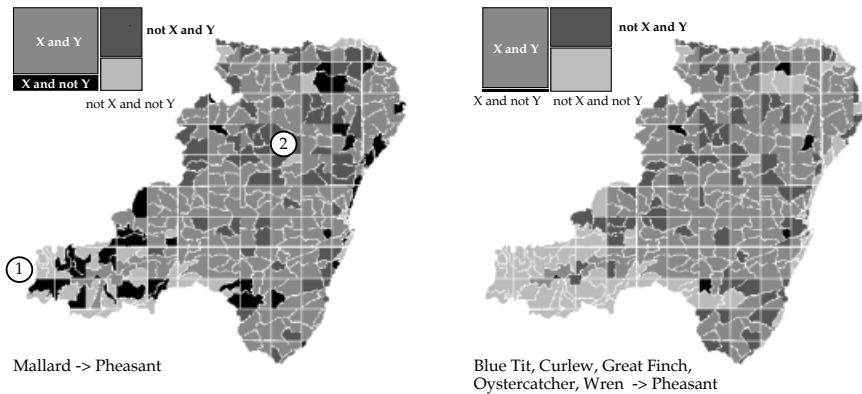 X and Y
not X and Y
X and not Y
not X and not Y
2
1
Mallard -> Pheasant
X and Y
not X and Y
X and not Y
not X and not Y
Blue Tit, Curlew, Great Finch,
Oystercatcher, Wren -> Pheasant